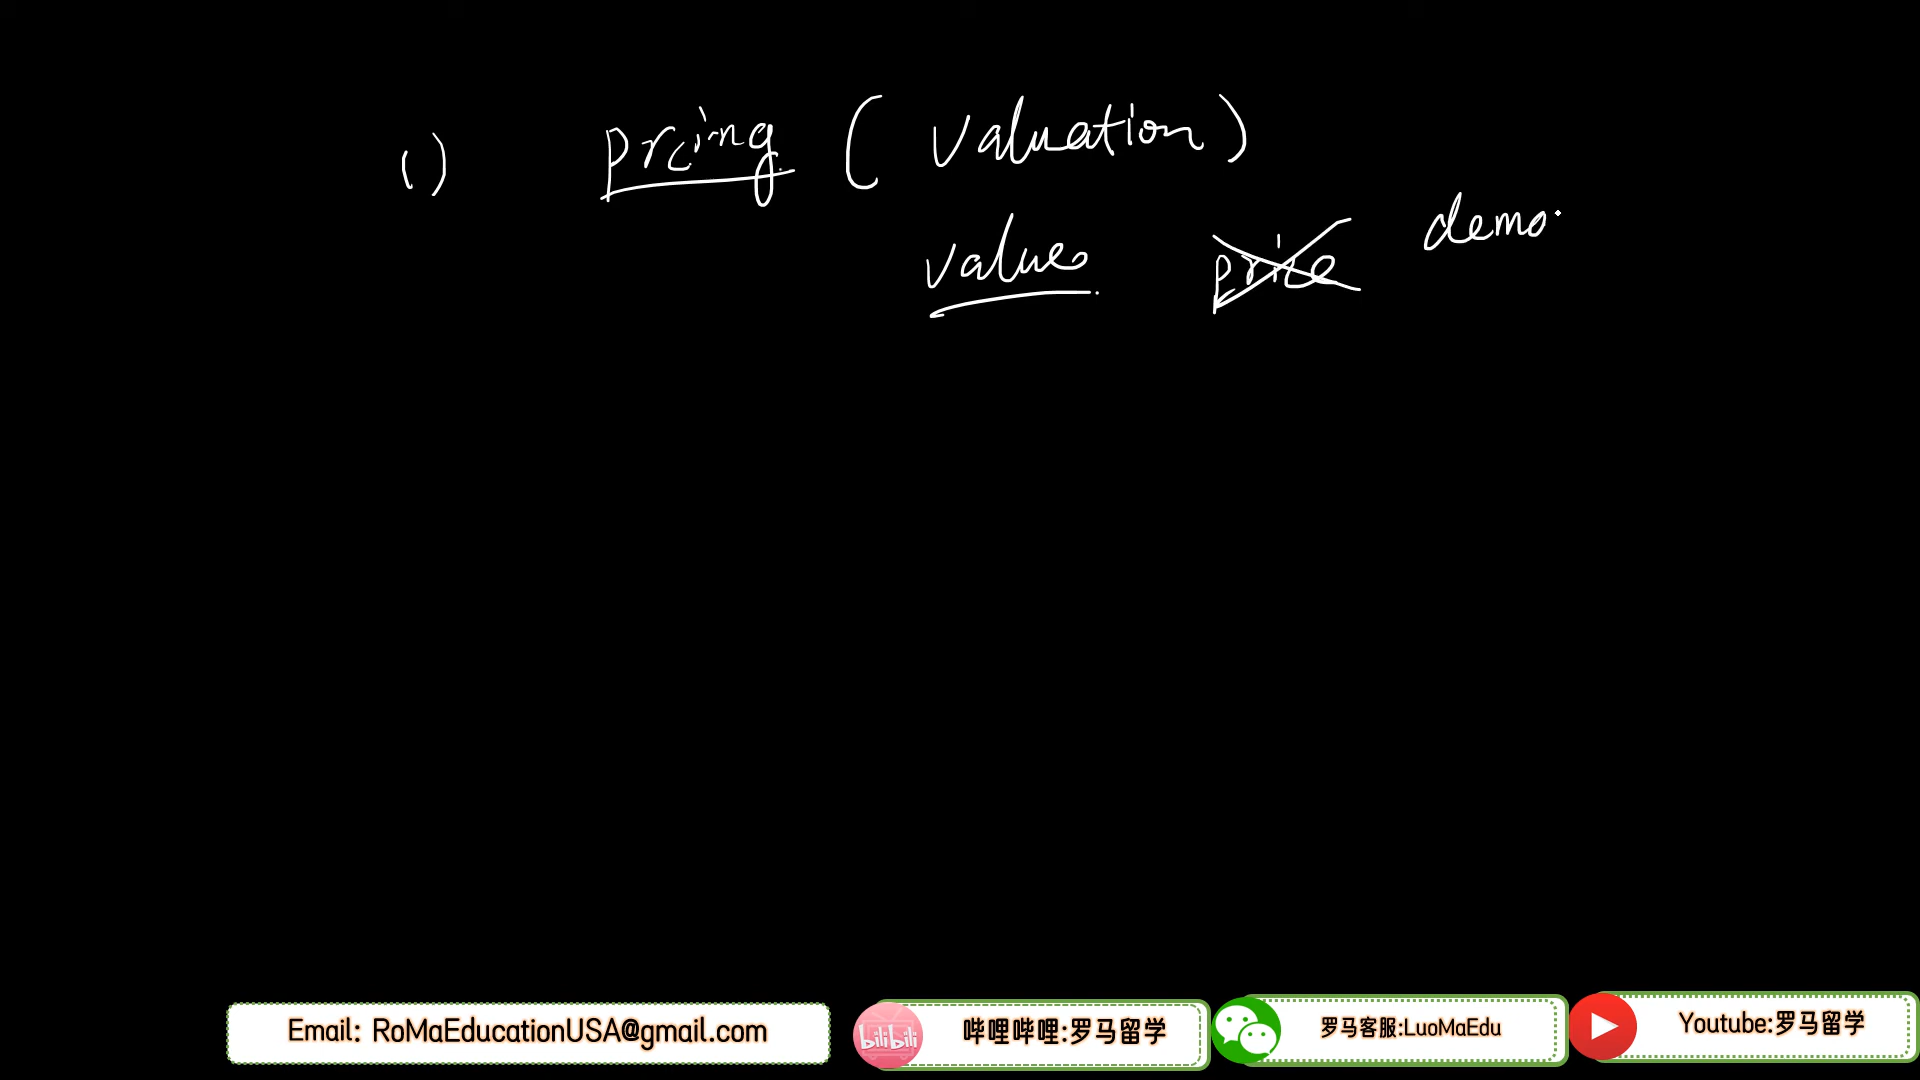 1) prcing ( valuation )
value price demo
Email: RoMaEducationUSA@gmail.com
bilibili 哔哩哔哩:罗马留学
罗马客服:LuoMaEdu
Youtube:罗马留学